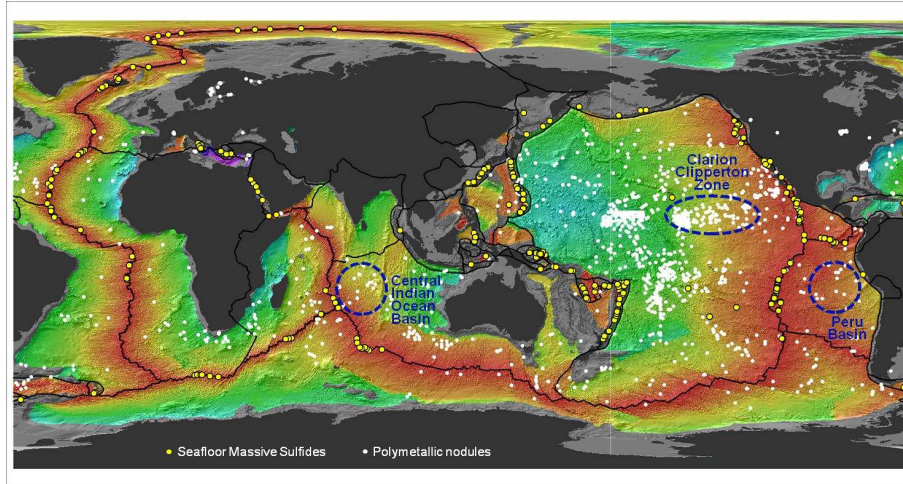 Clarion
Clipperton
Zone
Central
Indian
Ocean
Basin
Peru
Basin
Seafloor Massive Sulfides
Polymetallic nodules